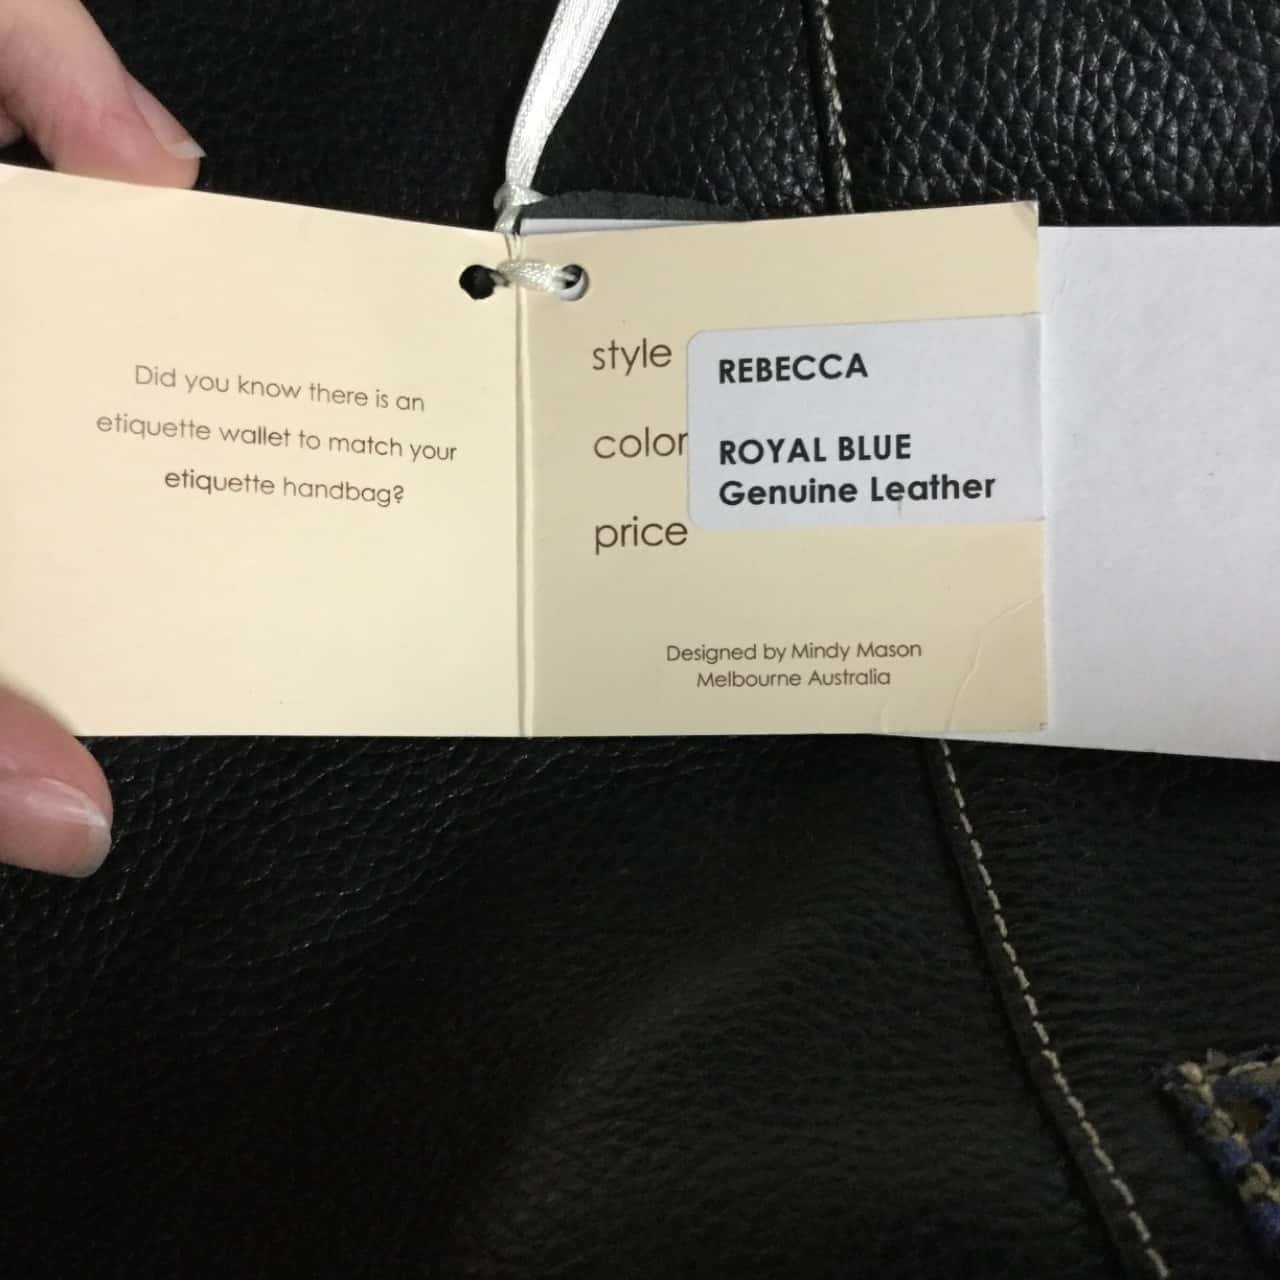 Did you know there is an
etiquette wallet to match your
etiquette handbag?
style REBECCA
color ROYAL BLUE
Genuine Leather
price
Designed by Mindy Mason
Melbourne Australia